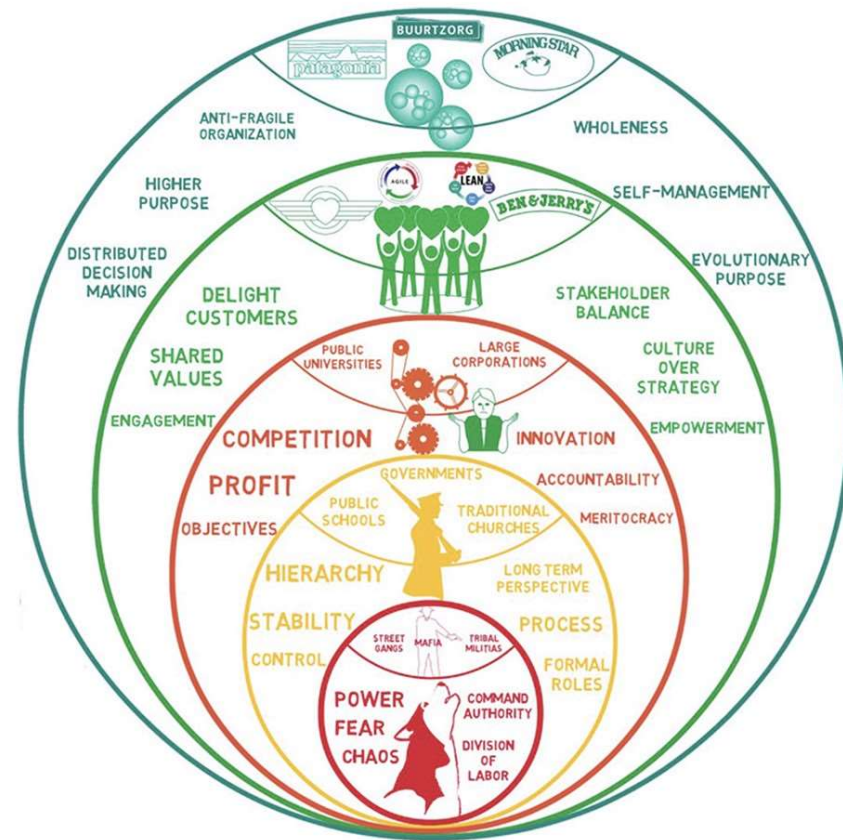 BUURTZORG
patagonia
MORNING STAR
ANTI-FRAGILE
ORGANIZATION
WHOLENESS
HIGHER
PURPOSE
SELF-MANAGEMENT
DISTRIBUTED
DECISION
MAKING
EVOLUTIONARY
PURPOSE
AGILE
LEAN
BEN & JERRY'S
DELIGHT
CUSTOMERS
STAKEHOLDER
BALANCE
SHARED
VALUES
CULTURE
OVER
STRATEGY
ENGAGEMENT
EMPOWERMENT
PUBLIC
UNIVERSITIES
LARGE
CORPORATIONS
COMPETITION
INNOVATION
PROFIT
ACCOUNTABILITY
OBJECTIVES
MERITOCRACY
GOVERNMENTS
PUBLIC
SCHOOLS
TRADITIONAL
CHURCHES
HIERARCHY
LONG TERM
PERSPECTIVE
STABILITY
PROCESS
CONTROL
FORMAL
ROLES
STREET
GANGS
MAFIA
TRIBAL
MILITIAS
POWER
FEAR
CHAOS
COMMAND
AUTHORITY
DIVISION
OF
LABOR